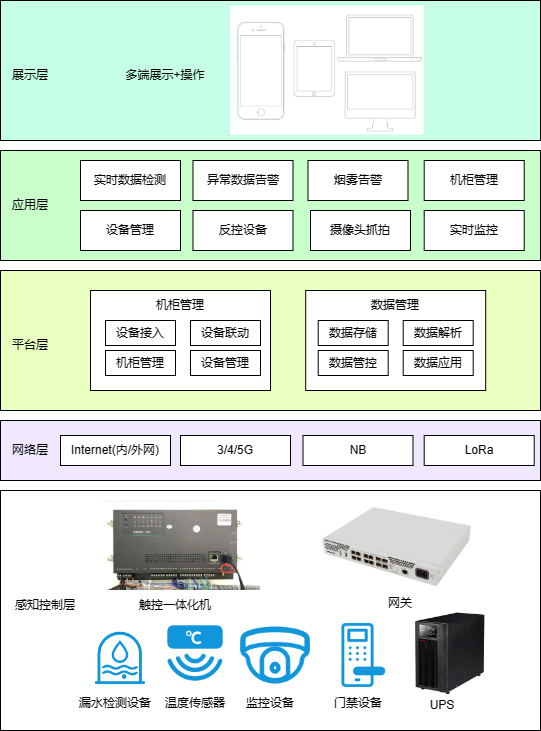 展示层
多端展示+操作
应用层
实时数据检测
异常数据告警
烟雾告警
机柜管理
设备管理
反控设备
摄像头抓拍
实时监控
平台层
机柜管理
设备接入
设备联动
机柜管理
设备管理
数据管理
数据存储
数据解析
数据管控
数据应用
网络层
Internet(内/外网)
3/4/5G
NB
LoRa
感知控制层
触控一体化机
网关
℃
漏水检测设备
温度传感器
监控设备
门禁设备
UPS